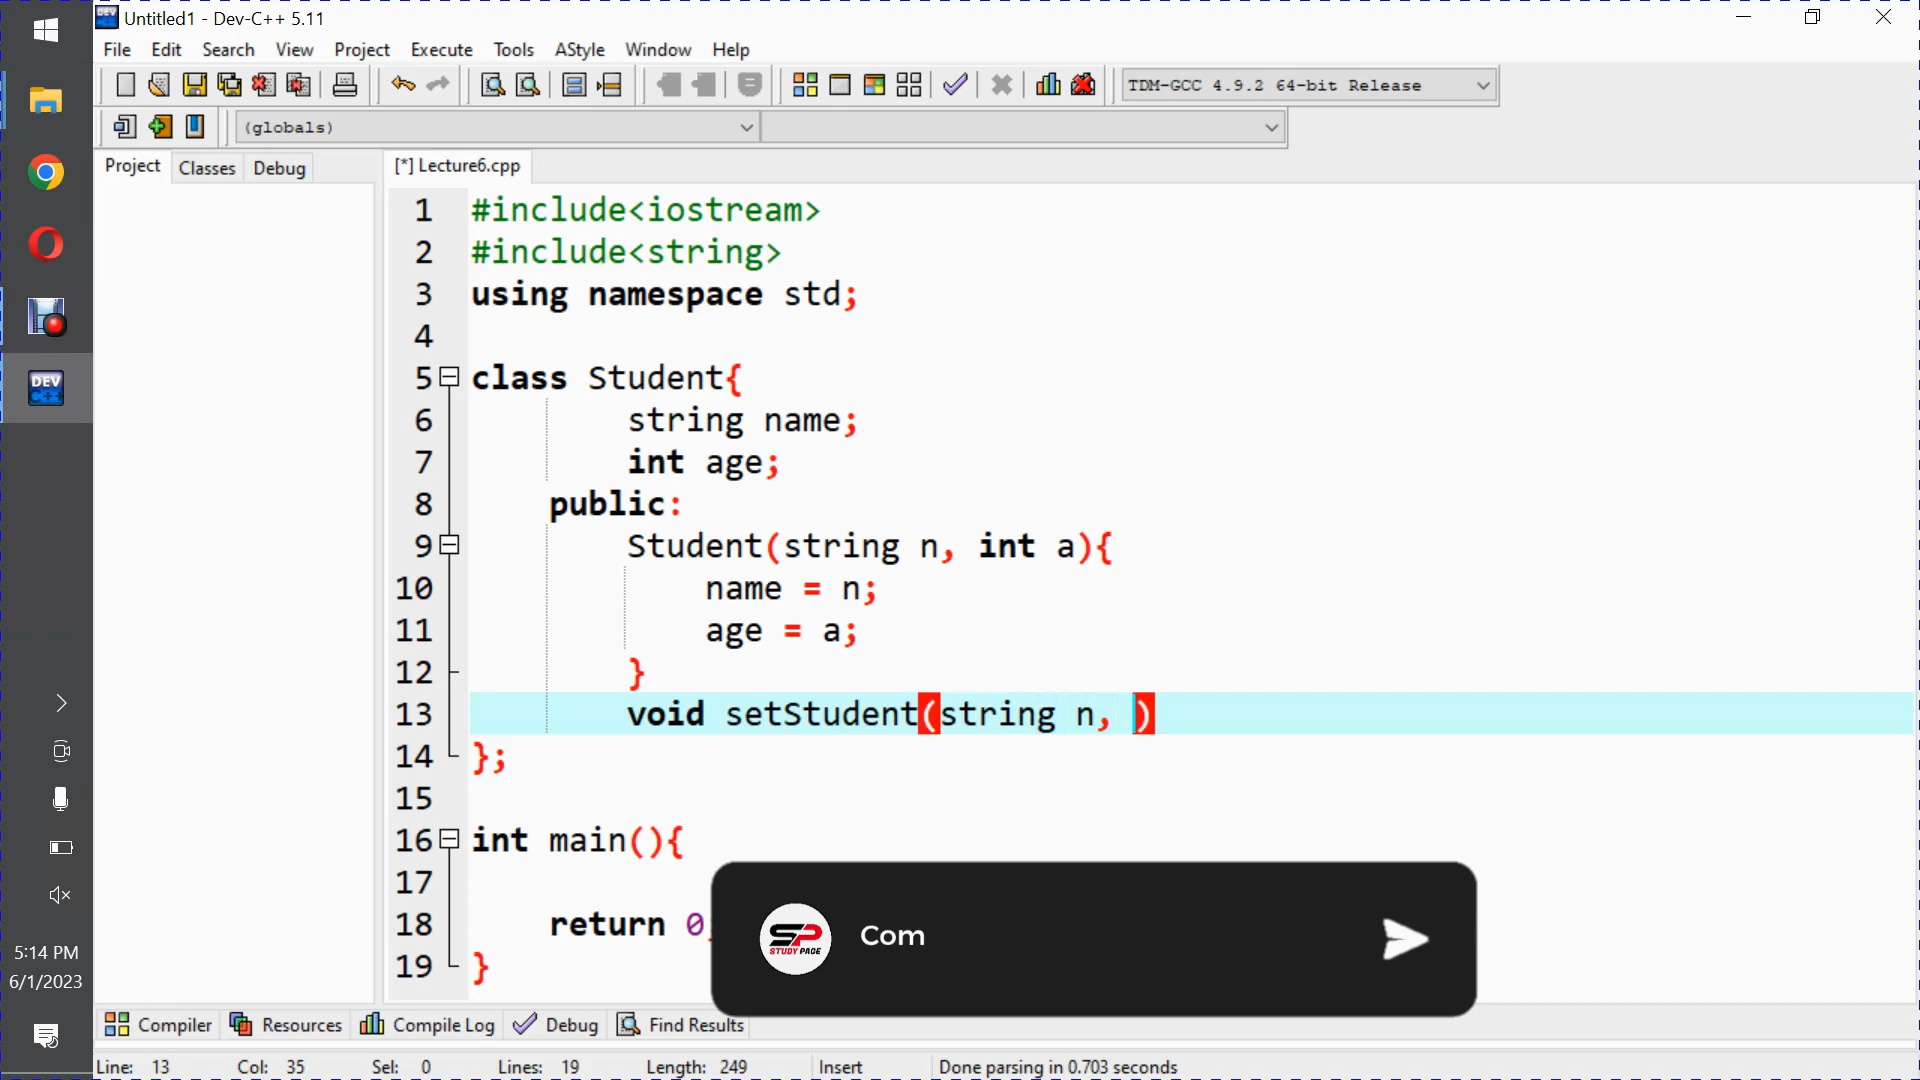 Untitled1 - Dev-C++ 5.11
File Edit Search View Project Execute Tools AStyle Window Help
TDM-GCC 4.9.2 64-bit Release
(globals)
Project Classes Debug
[*] Lecture6.cpp
1 #include<iostream>
2 #include<string>
3 using namespace std;
4
5 class Student{
6 string name;
7 int age;
8 public:
9 Student(string n, int a){
10 name = n;
11 age = a;
12 }
13 void setStudent(string n, )
14 };
15
16 int main(){
17
18 return 0;
19 }
DEV
C++
SP
STUDY PAGE
Com
5:14 PM
6/1/2023
Compiler Resources Compile Log Debug Find Results
Line: 13 Col: 35 Sel: 0 Lines: 19 Length: 249 Insert Done parsing in 0.703 seconds